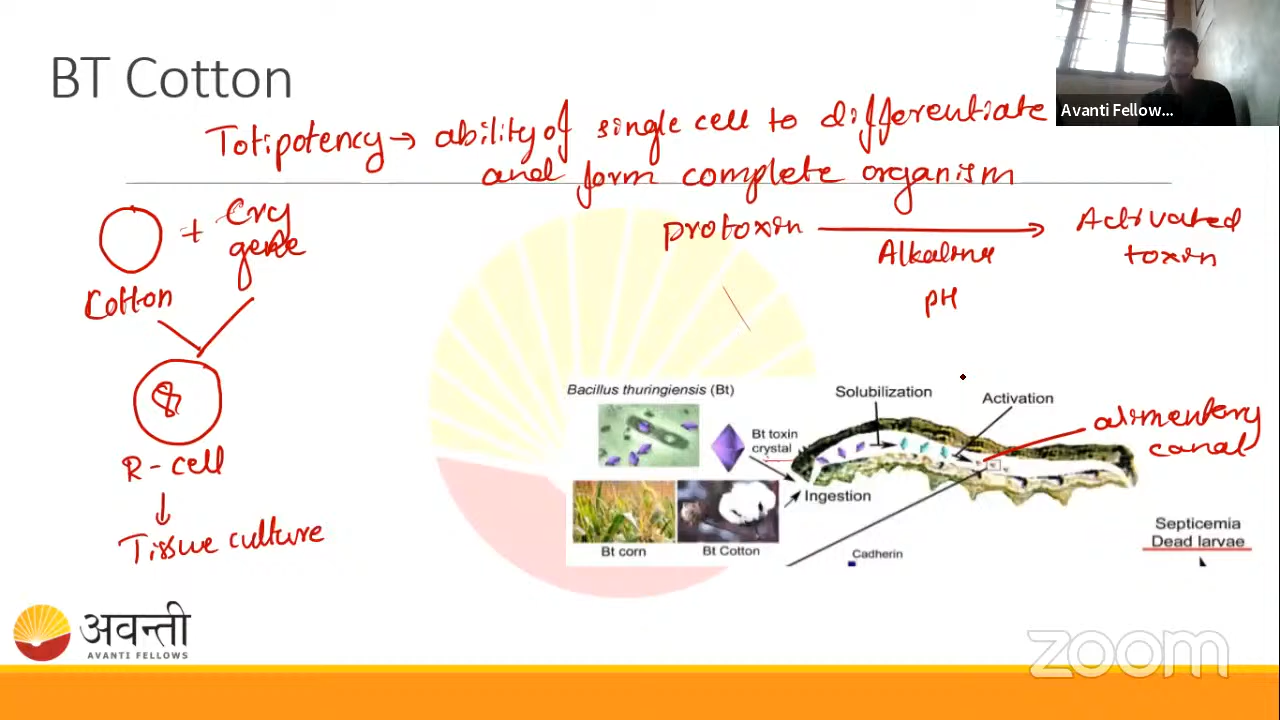 BT Cotton
Avanti Fellow...
Totipotency → ability of single cell to differentiate
and form complete organism
+ Cry
gene
Cotton
protoxin → Activated
toxin
Alkaline
pH
R-cell
↓
Tissue culture
Bacillus thuringiensis (Bt)
Solubilization
Activation
alimentary
canal
Bt toxin
crystal
Ingestion
Bt corn
Bt Cotton
Cadherin
Septicemia
Dead larvae
अवन्ती
AVANTI FELLOWS
zoom